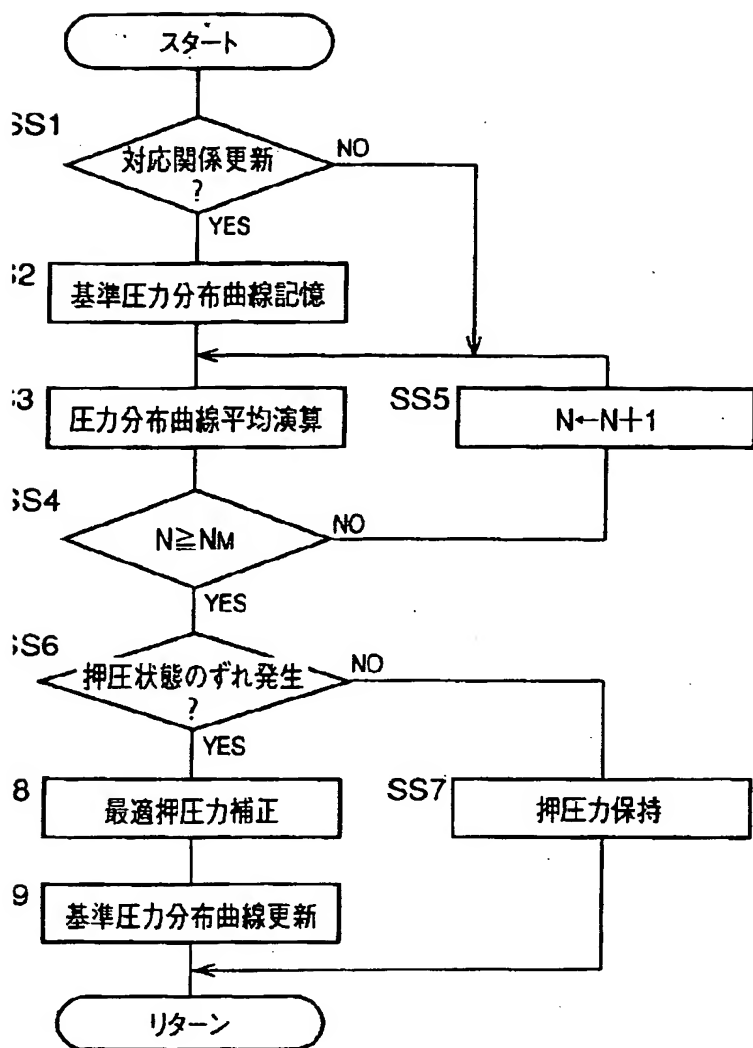 スタート
SS1
対応関係更新
?
NO
YES
S2
基準圧力分布曲線記憶
S3
圧力分布曲線平均演算
SS5
N←N+1
SS4
N≧NM
NO
YES
SS6
押圧状態のずれ発生
?
NO
YES
8
最適押圧力補正
SS7
押圧力保持
9
基準圧力分布曲線更新
リターン